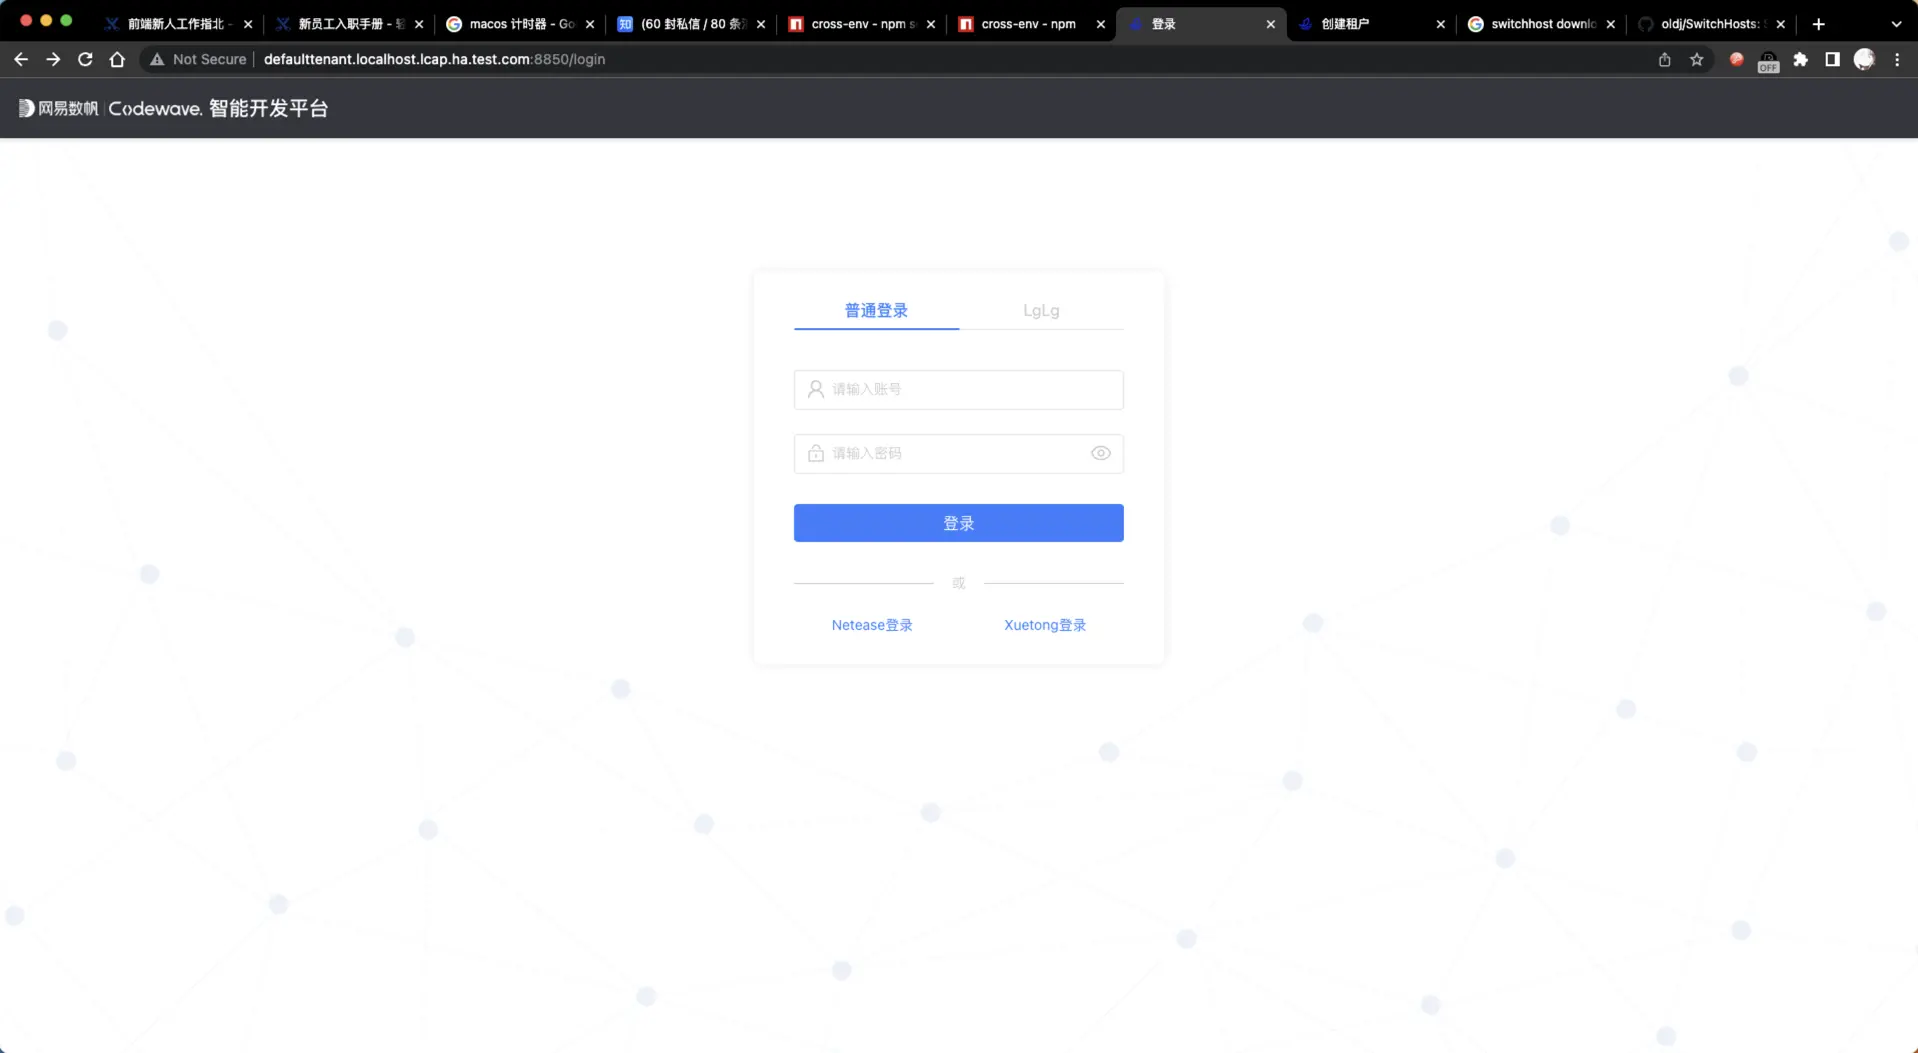 前端新人工作指北 -
新员工入职手册 - 轻
macos 计时器 - Go
知 (60 封私信 / 80 条
cross-env - npm s
cross-env - npm
登录
创建租户
switchhost downlo
oldj/SwitchHosts:
Not Secure
defaulttenant.localhost.lcap.ha.test.com:8850/login
OFF
网易数帆 Codewave. 智能开发平台
普通登录 LgLg
请输入账号
请输入密码
登录
或
Netease登录 Xuetong登录